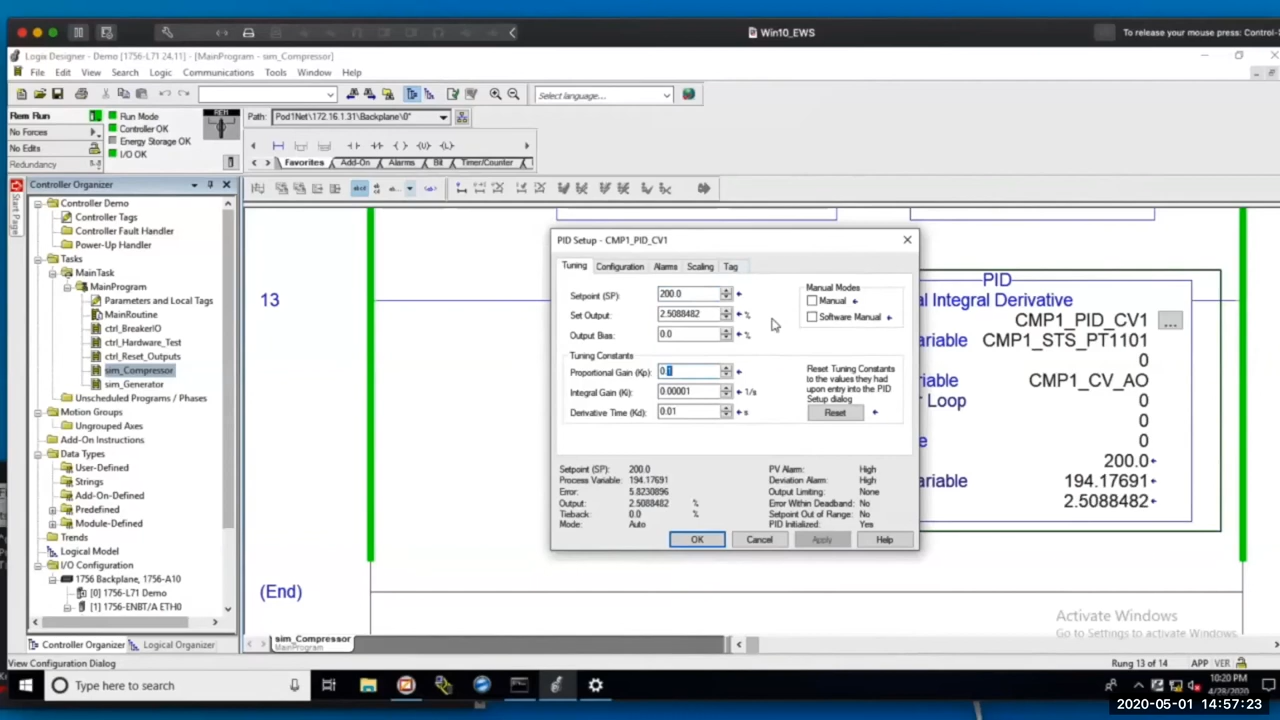 Win10_EWS
To release your mouse press: Control-
Logix Designer - Demo [1756-L71 24.11] - [MainProgram - sim_Compressor]
File Edit View Search Logic Communications Tools Window Help
Select language...
Rem Run
Run Mode
Path: Pod1Net\172.16.1.31\Backplane\0*
No Forces
Controller OK
Energy Storage OK
No Edits
I/O OK
Redundancy
Favorites Add-On Alarms Bit Timer/Counter
Start Page
Controller Organizer
Controller Demo
Controller Tags
Controller Fault Handler
Power-Up Handler
Tasks
MainTask
MainProgram
Parameters and Local Tags
MainRoutine
ctrl_BreakerIO
ctrl_Hardware_Test
ctrl_Reset_Outputs
sim_Compressor
sim_Generator
Unscheduled Programs / Phases
Motion Groups
Ungrouped Axes
Add-On Instructions
Data Types
User-Defined
Strings
Add-On-Defined
Predefined
Module-Defined
Trends
Logical Model
I/O Configuration
1756 Backplane, 1756-A10
[0] 1756-L71 Demo
[1] 1756-ENBT/A ETH0
Controller Organizer Logical Organizer
13
(End)
PID Setup - CMP1_PID_CV1
Tuning Configuration Alarms Scaling Tag
Setpoint (SP): 200.0
Set Output: 2.5088482 %
Output Bias: 0.0 %
Manual Modes
Manual
Software Manual
Tuning Constants
Proportional Gain (Kp): 0.1
Integral Gain (Ki): 0.00001 1/s
Derivative Time (Kd): 0.01 s
Reset Tuning Constants to the values they had upon entry into the PID Setup dialog
Reset
Setpoint (SP): 200.0
Process Variable: 194.17691
Error: 5.8230896
Output: 2.5088482 %
Tieback: 0.0 %
Mode: Auto
PV Alarm: High
Deviation Alarm: High
Output Limiting: None
Error Within Deadband: No
Setpoint Out of Range: No
PID Initialized: Yes
OK Cancel Apply Help
PID
al Integral Derivative
CMP1_PID_CV1 ...
ariable CMP1_STS_PT1101
0
iable CMP1_CV_AO
r Loop 0
0
e 0
200.0
ariable 194.17691
2.5088482
Activate Windows
Go to Settings to activate Windows.
sim_Compressor
MainProgram
View Configuration Dialog
Rung 13 of 14 APP VER
Type here to search
10:20 PM
4/28/2020
2020-05-01 14:57:23